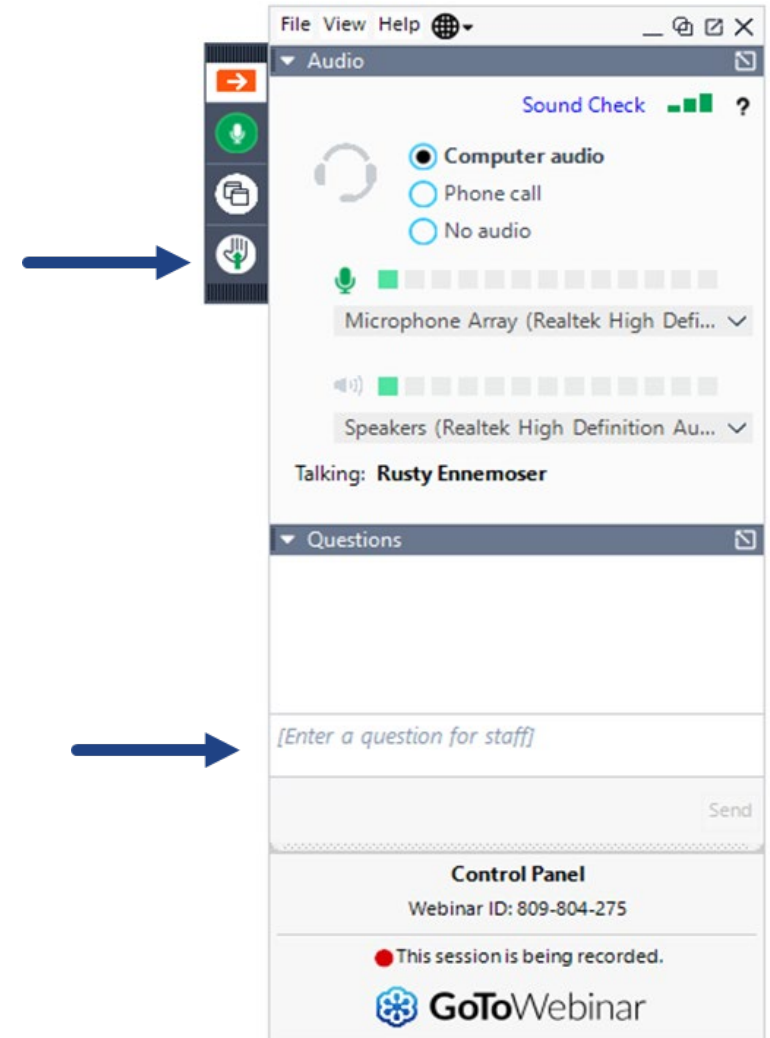 File View Help
Audio
Sound Check ?
Computer audio
Phone call
No audio
Microphone Array (Realtek High Defi...
Speakers (Realtek High Definition Au...
Talking: Rusty Ennemoser
Questions
[Enter a question for staff]
Send
Control Panel
Webinar ID: 809-804-275
This session is being recorded.
GoToWebinar